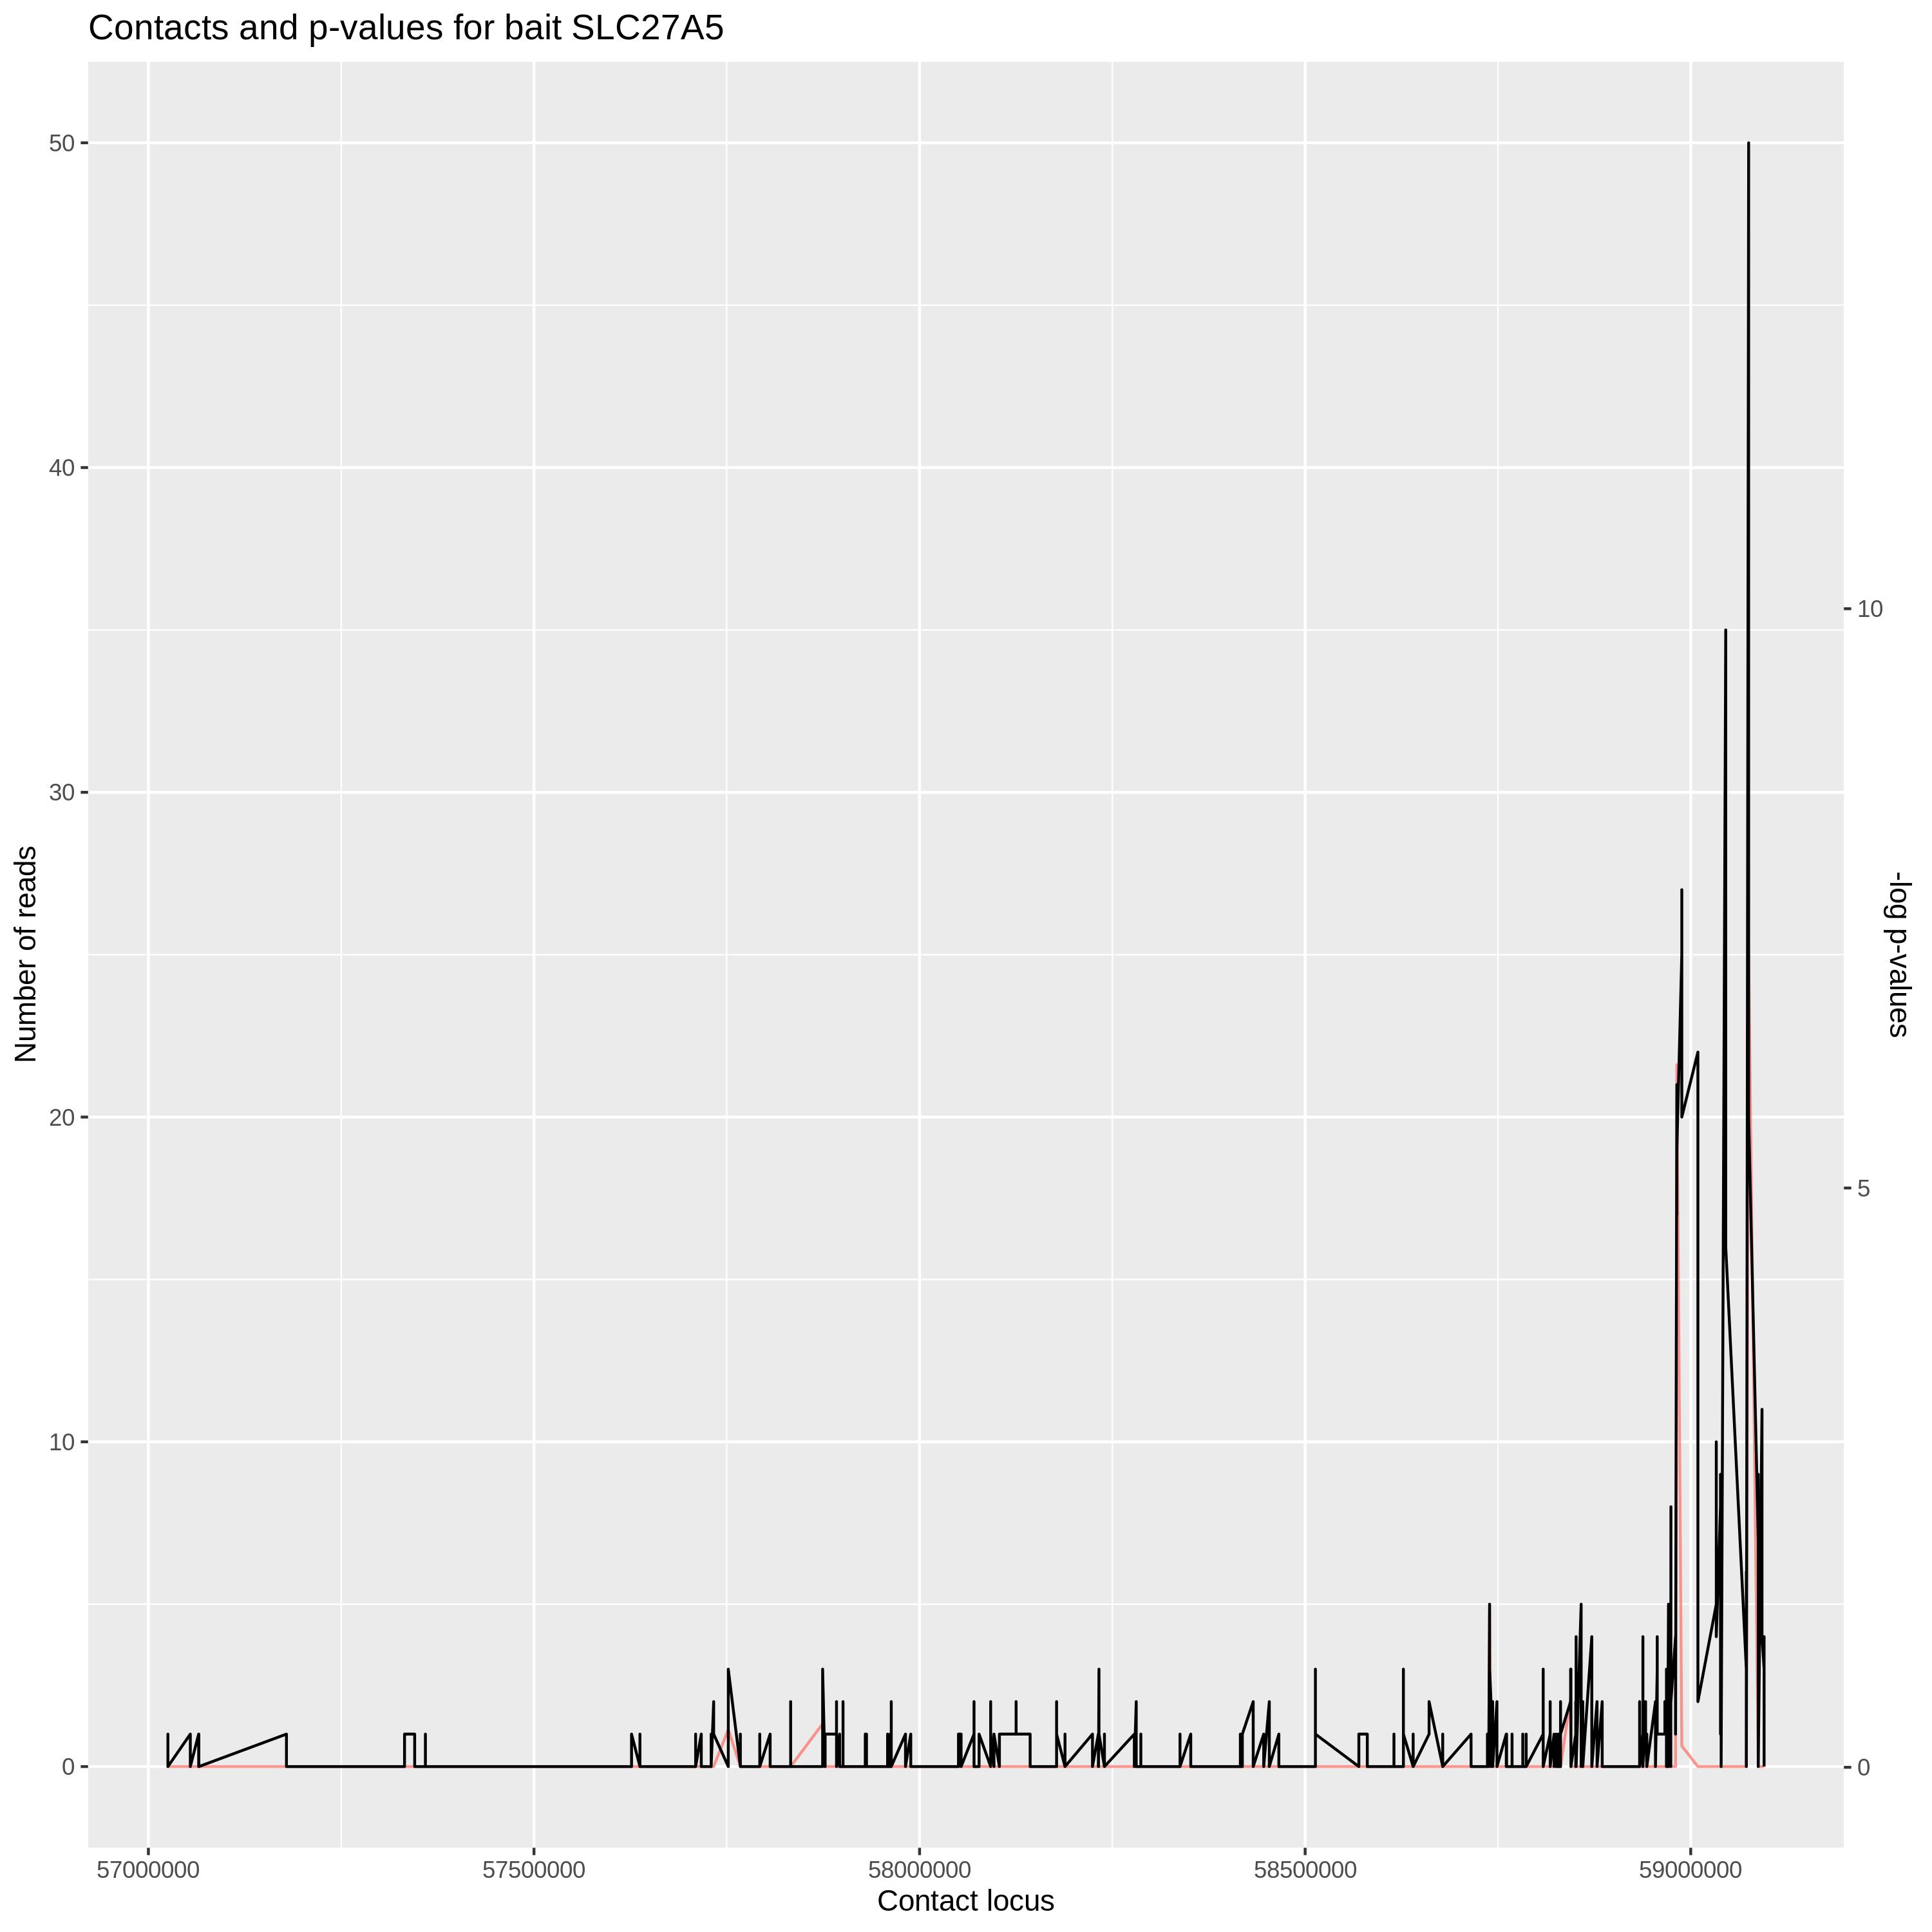 Contacts and p-values for bait SLC27A5
50
40
30
20
10
0
Number of reads
10
5
0
-log p-values
57000000 57500000 58000000 58500000 59000000
Contact locus